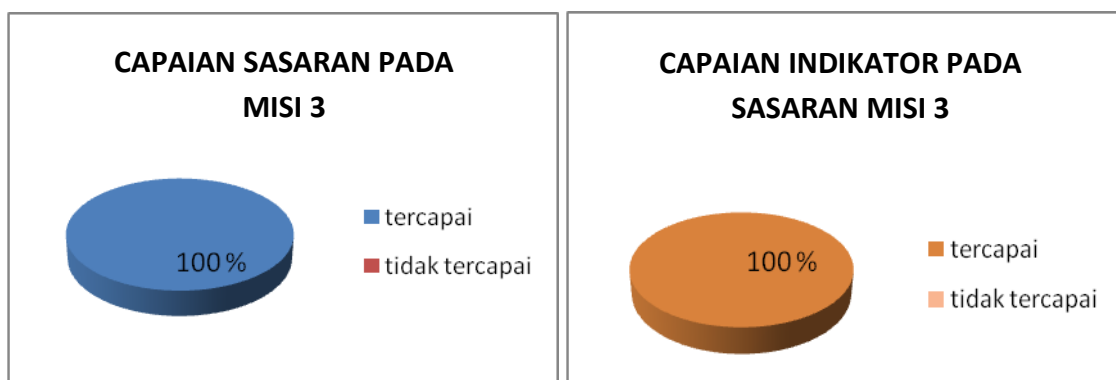 CAPAIAN SASARAN PADA
MISI 3
100 %
tercapai
tidak tercapai
CAPAIAN INDIKATOR PADA
SASARAN MISI 3
100 %
tercapai
tidak tercapai